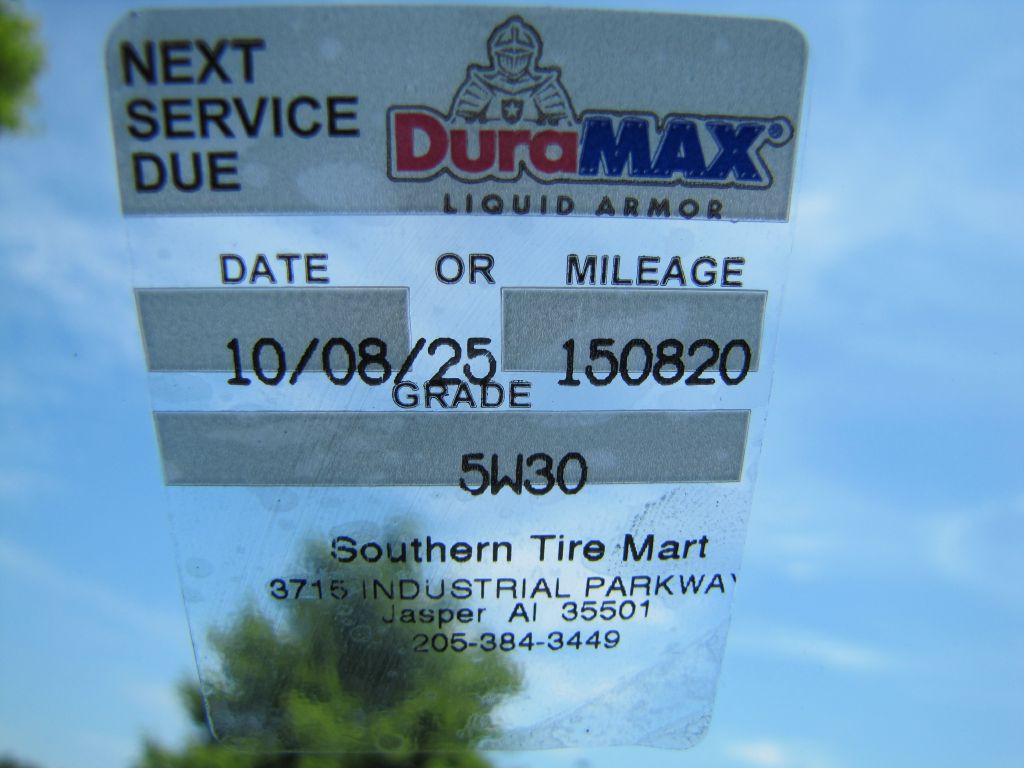 NEXT
SERVICE
DUE
DuraMAX®
LIQUID ARMOR
DATE OR MILEAGE
10/08/25 150820
GRADE
5W30
Southern Tire Mart
3715 INDUSTRIAL PARKWAY
Jasper Al 35501
205-384-3449